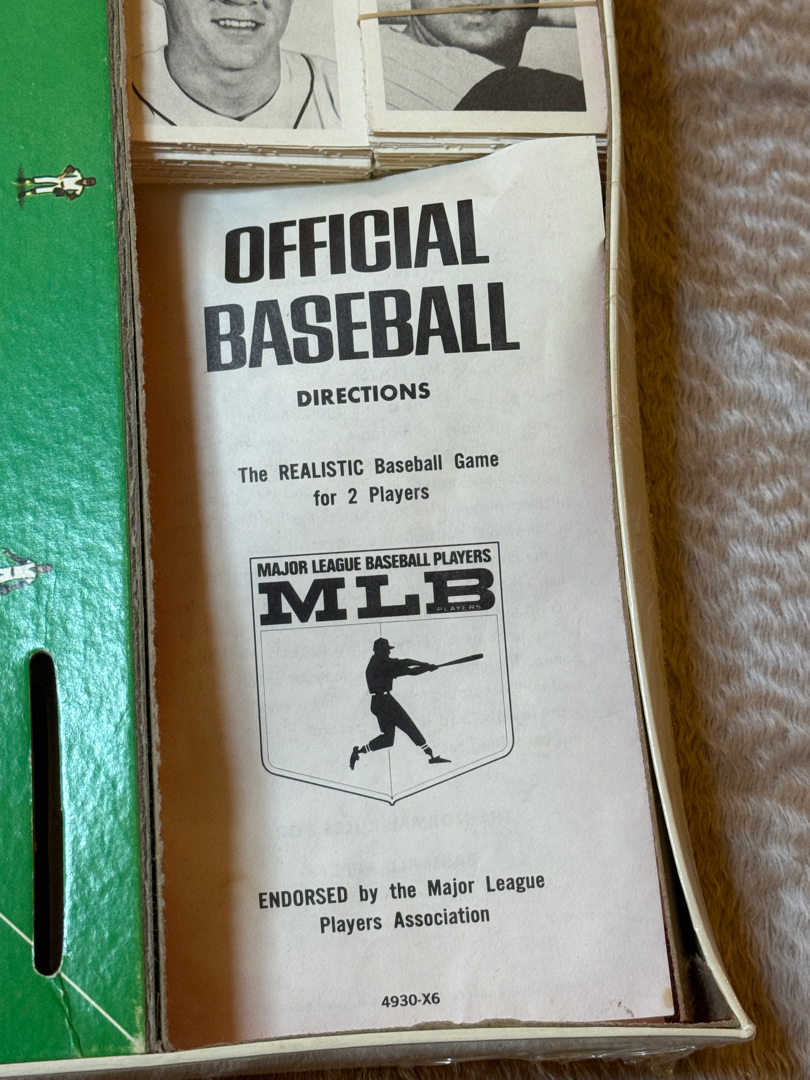 OFFICIAL
BASEBALL
DIRECTIONS
The REALISTIC Baseball Game
for 2 Players
MAJOR LEAGUE BASEBALL PLAYERS
MLB
PLAYERS
ENDORSED by the Major League
Players Association
4930-X6